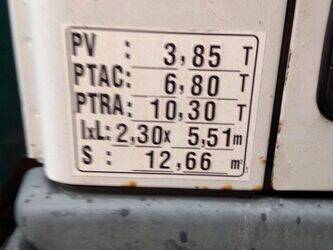 PV : 3,85 T
PTAC: 6,80 T
PTRA: 10,30 T
lxL: 2,30x 5,51m
S : 12,66 m²